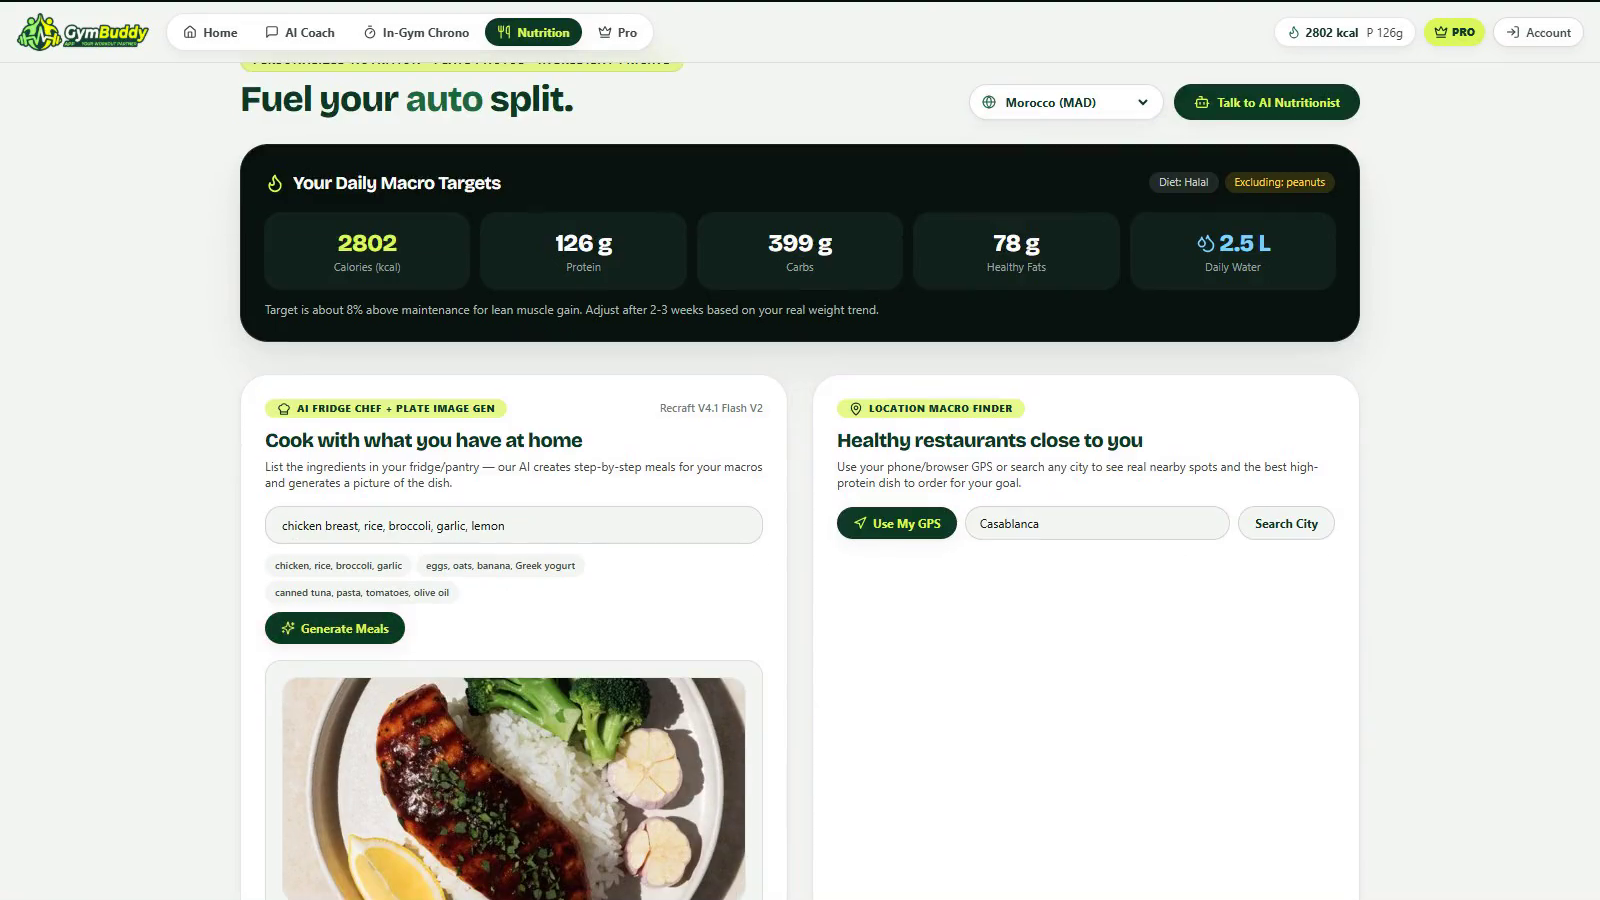 GymBuddy
APP YOUR WORKOUT PARTNER
Home
AI Coach
In-Gym Chrono
Nutrition
Pro
2802 kcal P 126g
PRO
Account
Fuel your auto split.
Morocco (MAD)
Talk to AI Nutritionist
Your Daily Macro Targets
Diet: Halal
Excluding: peanuts
2802
Calories (kcal)
126 g
Protein
399 g
Carbs
78 g
Healthy Fats
2.5 L
Daily Water
Target is about 8% above maintenance for lean muscle gain. Adjust after 2-3 weeks based on your real weight trend.
AI FRIDGE CHEF + PLATE IMAGE GEN
Recraft V4.1 Flash V2
Cook with what you have at home
List the ingredients in your fridge/pantry — our AI creates step-by-step meals for your macros
and generates a picture of the dish.
chicken breast, rice, broccoli, garlic, lemon
chicken, rice, broccoli, garlic
eggs, oats, banana, Greek yogurt
canned tuna, pasta, tomatoes, olive oil
Generate Meals
LOCATION MACRO FINDER
Healthy restaurants close to you
Use your phone/browser GPS or search any city to see real nearby spots and the best high-
protein dish to order for your goal.
Use My GPS
Casablanca
Search City